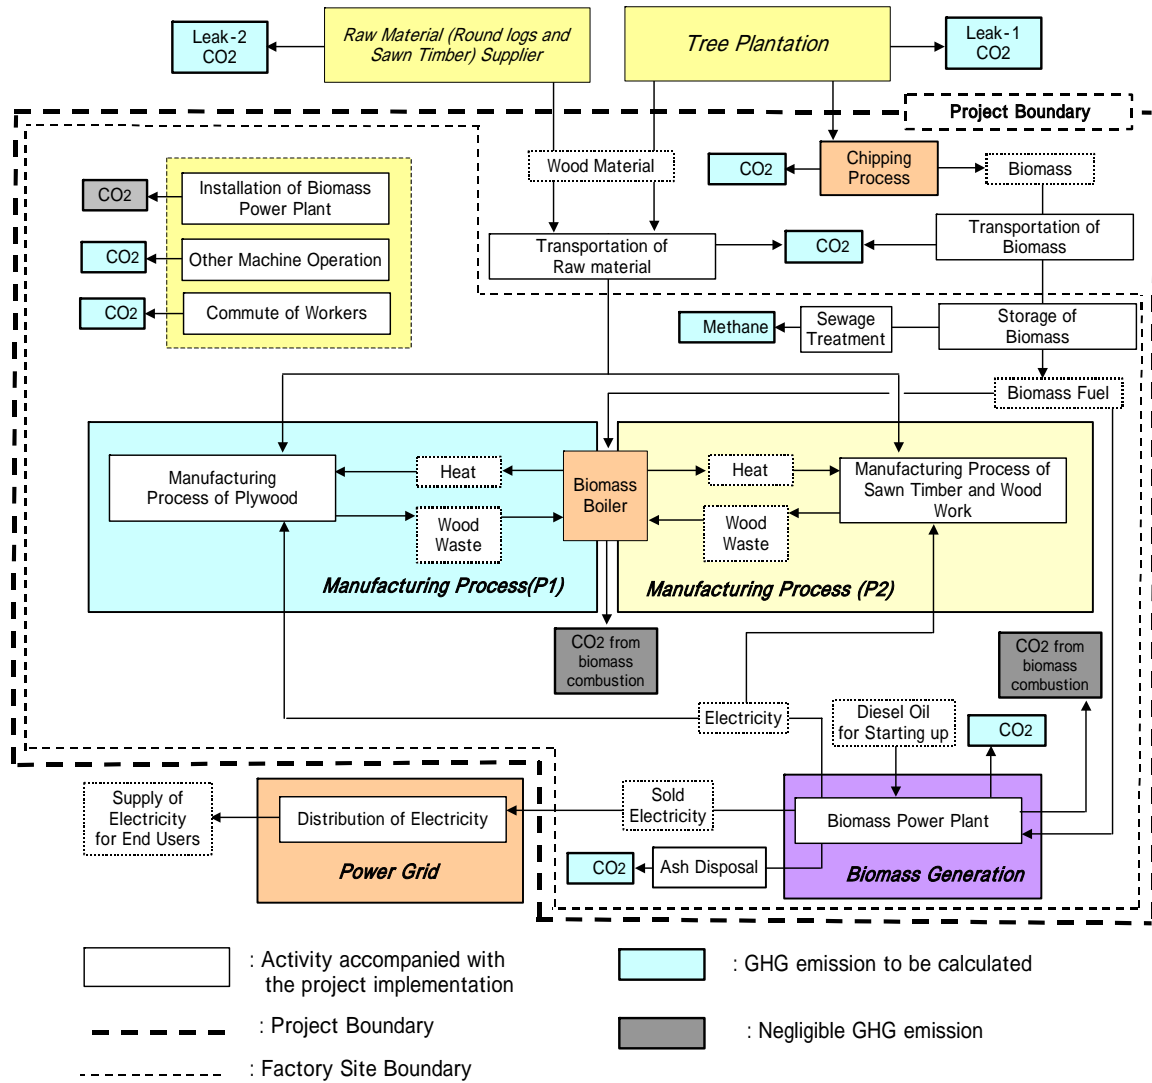 Leak-2
CO2
Raw Material (Round logs and
Sawn Timber) Supplier
Tree Plantation
Leak-1
CO2
Project Boundary
Wood Material
CO2
Chipping
Process
Biomass
CO2
Installation of Biomass
Power Plant
CO2
Other Machine Operation
CO2
Commute of Workers
Transportation of
Raw material
CO2
Transportation of
Biomass
Methane
Sewage
Treatment
Storage of
Biomass
Biomass Fuel
Manufacturing
Process of Plywood
Heat
Wood
Waste
Biomass
Boiler
Heat
Wood
Waste
Manufacturing Process of
Sawn Timber and Wood
Work
Manufacturing Process(P1)
Manufacturing Process (P2)
CO2 from
biomass
combustion
CO2 from
biomass
combustion
Electricity
Diesel Oil
for Starting up
CO2
Supply of
Electricity
for End Users
Distribution of Electricity
Power Grid
Sold
Electricity
Biomass Power Plant
CO2
Ash Disposal
Biomass Generation
: Activity accompanied with
the project implementation
: GHG emission to be calculated
: Project Boundary
: Negligible GHG emission
: Factory Site Boundary